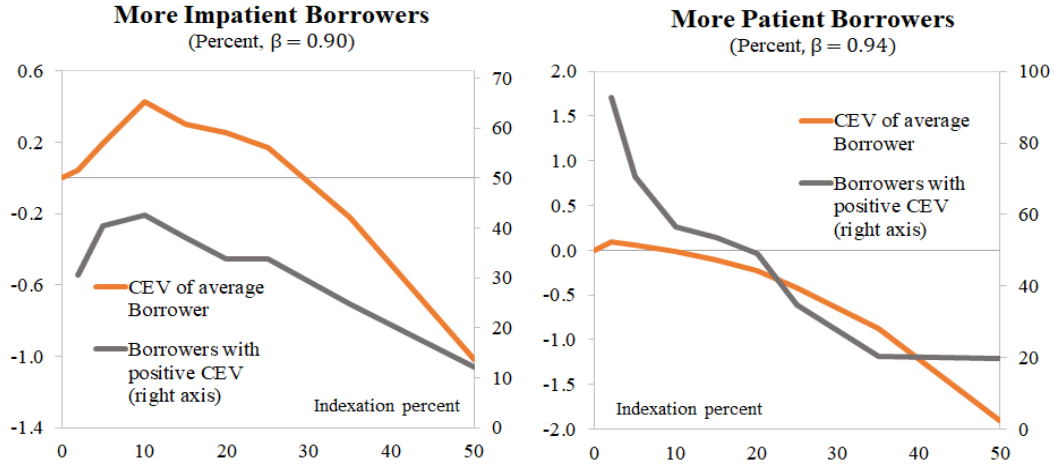 More Impatient Borrowers
(Percent, β = 0.90)
0.6
0.2
-0.2
-0.6
-1.0
-1.4
70
60
50
40
30
20
10
0
CEV of average
Borrower
Borrowers with
positive CEV
(right axis)
Indexation percent
0 10 20 30 40 50
More Patient Borrowers
(Percent, β = 0.94)
2.0
1.5
1.0
0.5
0.0
-0.5
-1.0
-1.5
-2.0
100
80
60
40
20
0
CEV of average
Borrower
Borrowers with
positive CEV
(right axis)
Indexation percent
0 10 20 30 40 50